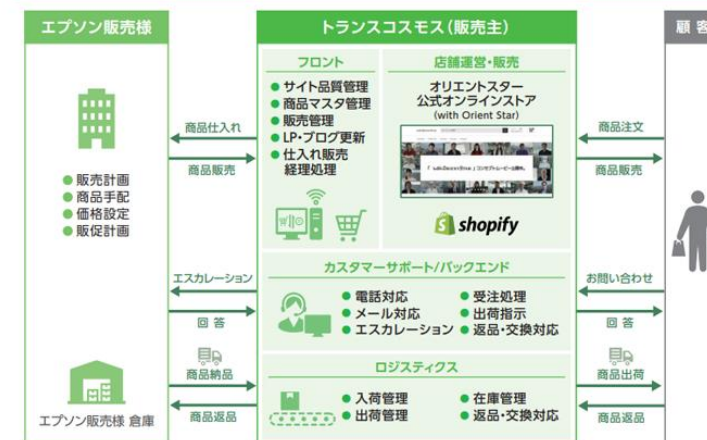 エプソン販売様
トランスコスモス(販売主)
顧 客
フロント
● サイト品質管理
● 商品マスタ管理
● 販売管理
● LP・ブログ更新
● 仕入れ販売
経理処理
店舗運営・販売
オリエントスター
公式オンラインストア
(with Orient Star)
shopify
商品仕入れ
商品販売
● 販売計画
● 商品手配
● 価格設定
● 販促計画
商品注文
商品販売
カスタマーサポート/バックエンド
● 電話対応
● メール対応
● エスカレーション
● 受注処理
● 出荷指示
● 返品・交換対応
エスカレーション
回 答
お問い合わせ
回 答
ロジスティクス
● 入荷管理
● 出荷管理
● 在庫管理
● 返品・交換対応
商品納品
商品返品
商品出荷
商品返品
エプソン販売様 倉庫